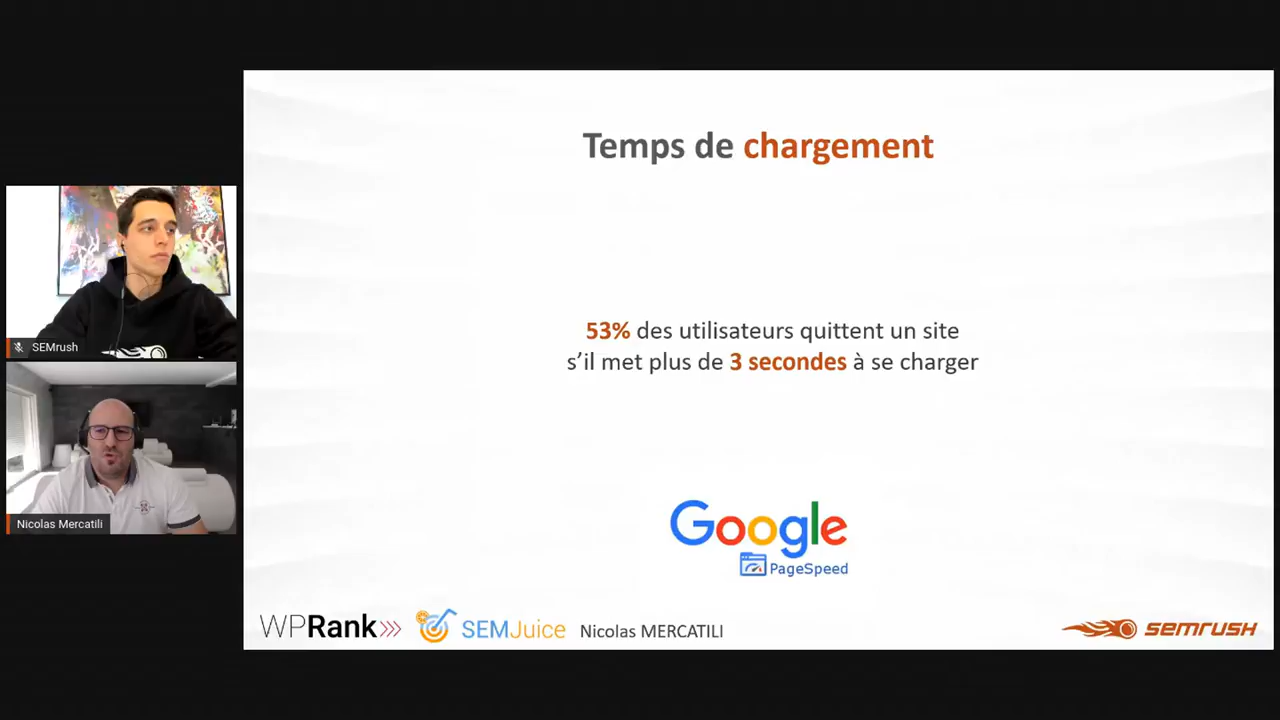 Temps de chargement
53% des utilisateurs quittent un site
s’il met plus de 3 secondes à se charger
Google
PageSpeed
WPRank
SEMJuice
Nicolas MERCATILI
semrush
SEMrush
Nicolas Mercatili